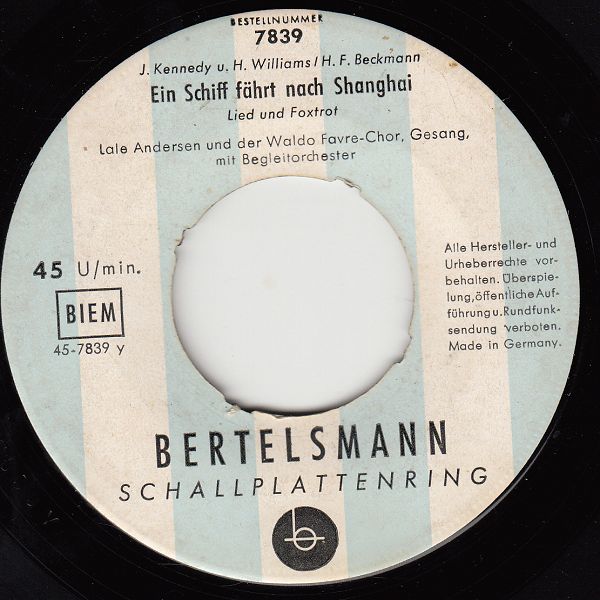 BESTELLNUMMER
7839
J. Kennedy u. H. Williams / H. F. Beckmann
Ein Schiff fährt nach Shanghai
Lied und Foxtrot
Lale Andersen und der Waldo Favre-Chor, Gesang,
mit Begleitorchester
45 U/min.
BIEM
45-7839 y
Alle Hersteller- und
Urheberrechte vor-
behalten. Überspie-
lung, öffentliche Auf-
führung u. Rundfunk-
sendung verboten.
Made in Germany.
BERTELSMANN
SCHALLPLATTENRING
b